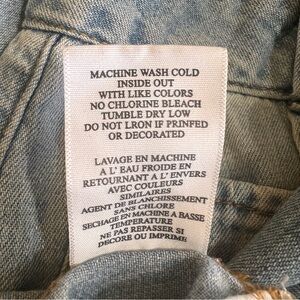 MACHINE WASH COLD
INSIDE OUT
WITH LIKE COLORS
NO CHLORINE BLEACH
TUMBLE DRY LOW
DO NOT LRON IF PRINFED
OR DECORATED
LAVAGE EN MACHINE
A L' EAU FROIDE EN
RETOURNANT A L' ENVERS
AVEC COULEURS
SIMILAIRES
AGENT DE BLANCHISSEMENT
SANS CHLORE
SECHAGE EN MACHINE A BASSE
TEMPERATURE
NE PAS REPASSER SI
DECORE OU IMPRIME